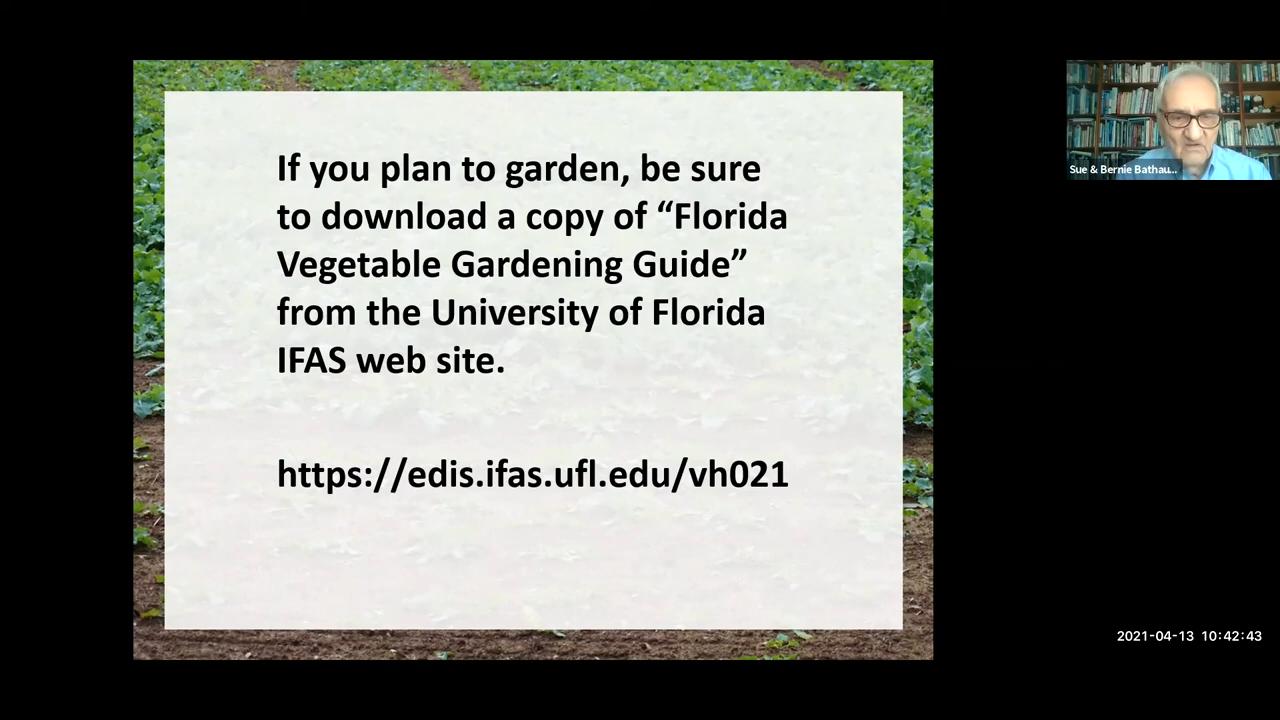 If you plan to garden, be sure
to download a copy of “Florida
Vegetable Gardening Guide”
from the University of Florida
IFAS web site.
https://edis.ifas.ufl.edu/vh021
Sue & Bernie Bathau...
2021-04-13 10:42:43